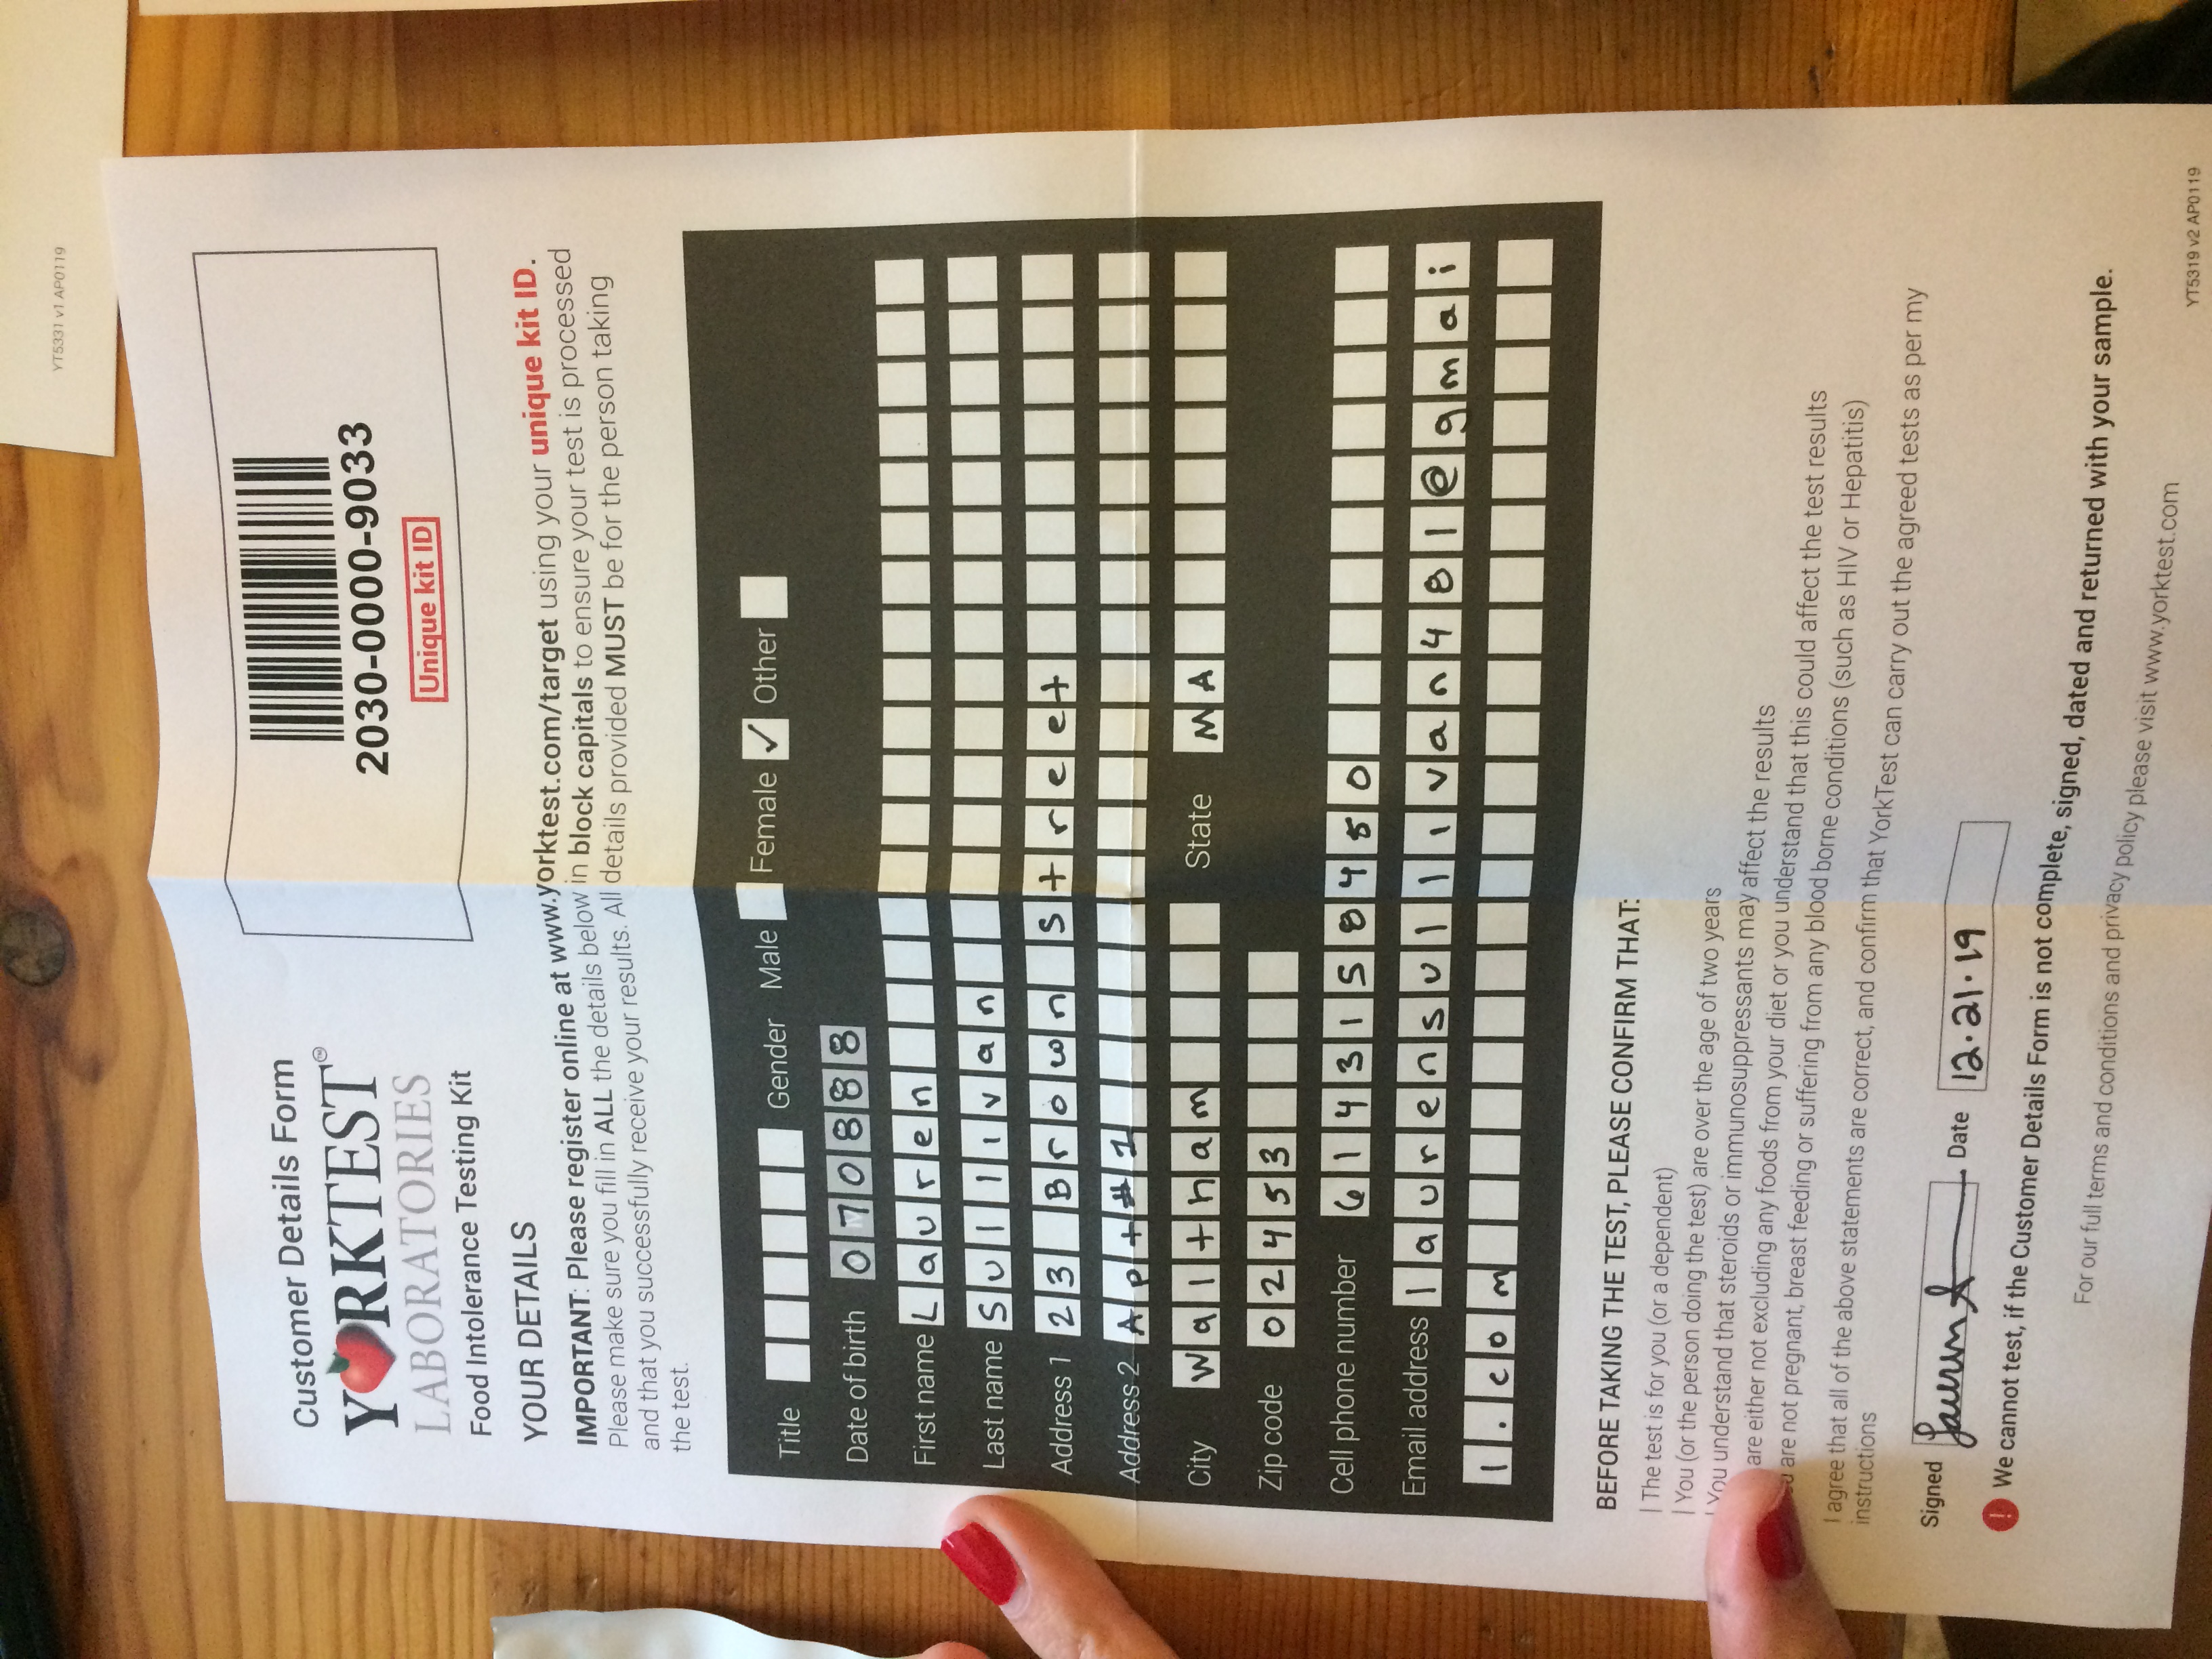 YT5331 v1 AP0119
Customer Details Form
YORKTEST™
LABORATORIES
Food Intolerance Testing Kit
2030-0000-9033
Unique kit ID
YOUR DETAILS
IMPORTANT: Please register online at www.yorktest.com/target using your unique kit ID.
Please make sure you fill in ALL the details below in block capitals to ensure your test is processed
and that you successfully receive your results. All details provided MUST be for the person taking
the test.
Title Gender Male Female ✓ Other
Date of birth 070888
First name Lauren
Last name Sullivan
Address 1 23 Brown Street
Address 2 Apt#1
City Waltham State MA
Zip code 02453
Cell phone number 6143158450
Email address laurensullivan481@gmai
l.com
BEFORE TAKING THE TEST, PLEASE CONFIRM THAT:
| The test is for you (or a dependent)
| You (or the person doing the test) are over the age of two years
| You understand that steroids or immunosuppressants may affect the results
are either not excluding any foods from your diet or you understand that this could affect the test results
are not pregnant, breast feeding or suffering from any blood borne conditions (such as HIV or Hepatitis)
I agree that all of the above statements are correct, and confirm that YorkTest can carry out the agreed tests as per my
instructions
Signed Lauren S Date 12.21.19
! We cannot test, if the Customer Details Form is not complete, signed, dated and returned with your sample.
For our full terms and conditions and privacy policy please visit www.yorktest.com
YT5319 v2 AP0119